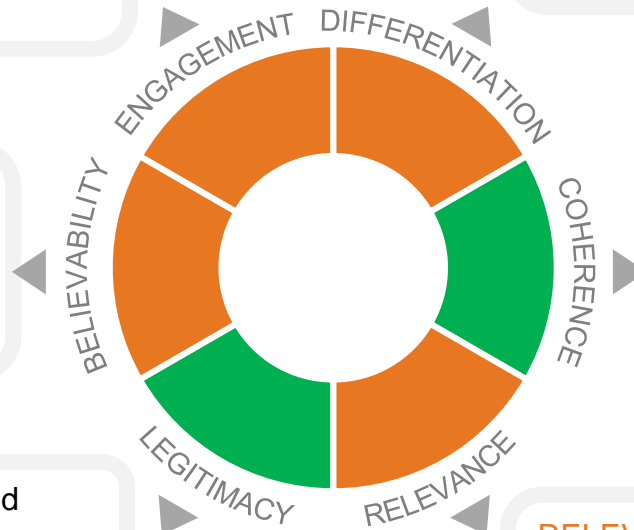 ENGAGEMENT
DIFFERENTIATION
BELIEVABILITY
COHERENCE
LEGITIMACY
RELEVANCE
d